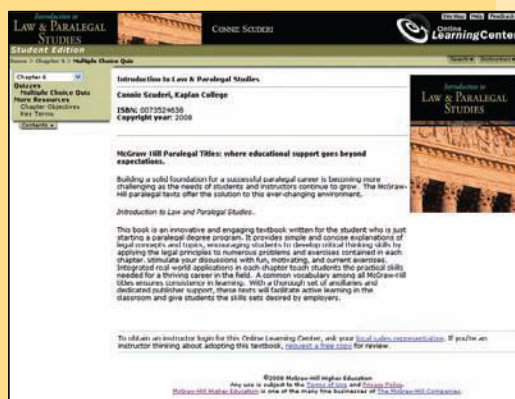 Introduction to
LAW & PARALEGAL
STUDIES
Student Edition
CONNIE SCUDERI
Site Map Help Feedback
Online
LearningCenter
Home > Chapter 6 > Multiple Choice Quiz
Search
Chapter 6
Quizzes
Multiple Choice Quiz
More Resources
Chapter Objectives
Key Terms
Contents
Introduction to Law & Paralegal Studies
Connie Scuderi, Kaplan College
ISBN: 0073524638
Copyright year: 2008
Introduction to
LAW & PARALEGAL
STUDIES
McGraw Hill Paralegal Titles: where educational support goes beyond
expectations.
Building a solid foundation for a successful paralegal career is becoming more
challenging as the needs of students and instructors continue to grow. The McGraw-
Hill paralegal texts offer the solution to this ever-changing environment.
Introduction to Law and Paralegal Studies.
This book is an innovative and engaging textbook written for the student who is just
starting a paralegal degree program. It provides simple and concise explanations of
legal concepts and topics, encouraging students to develop critical thinking skills by
applying the legal principles to numerous problems and exercises contained in each
chapter. stimulate your discussions with fun, motivating, and current exercises.
Integrated real world applications in each chapter teach students the practical skills
needed for a thriving career in the field. A common vocabulary among all McGraw-Hill
titles ensures consistency in learning. With a thorough set of ancillaries and
dedicated publisher support, these texts will facilitate active learning in the
classroom and give students the skills sets desired by employers.
To obtain an instructor login for this Online Learning Center, ask your local sales representative. If you're an
instructor thinking about adopting this textbook, request a free copy for review.
©2008 McGraw-Hill Higher Education
Any use is subject to the Terms of Use and Privacy Policy.
McGraw-Hill Higher Education is one of the many fine businesses of The McGraw-Hill Companies.